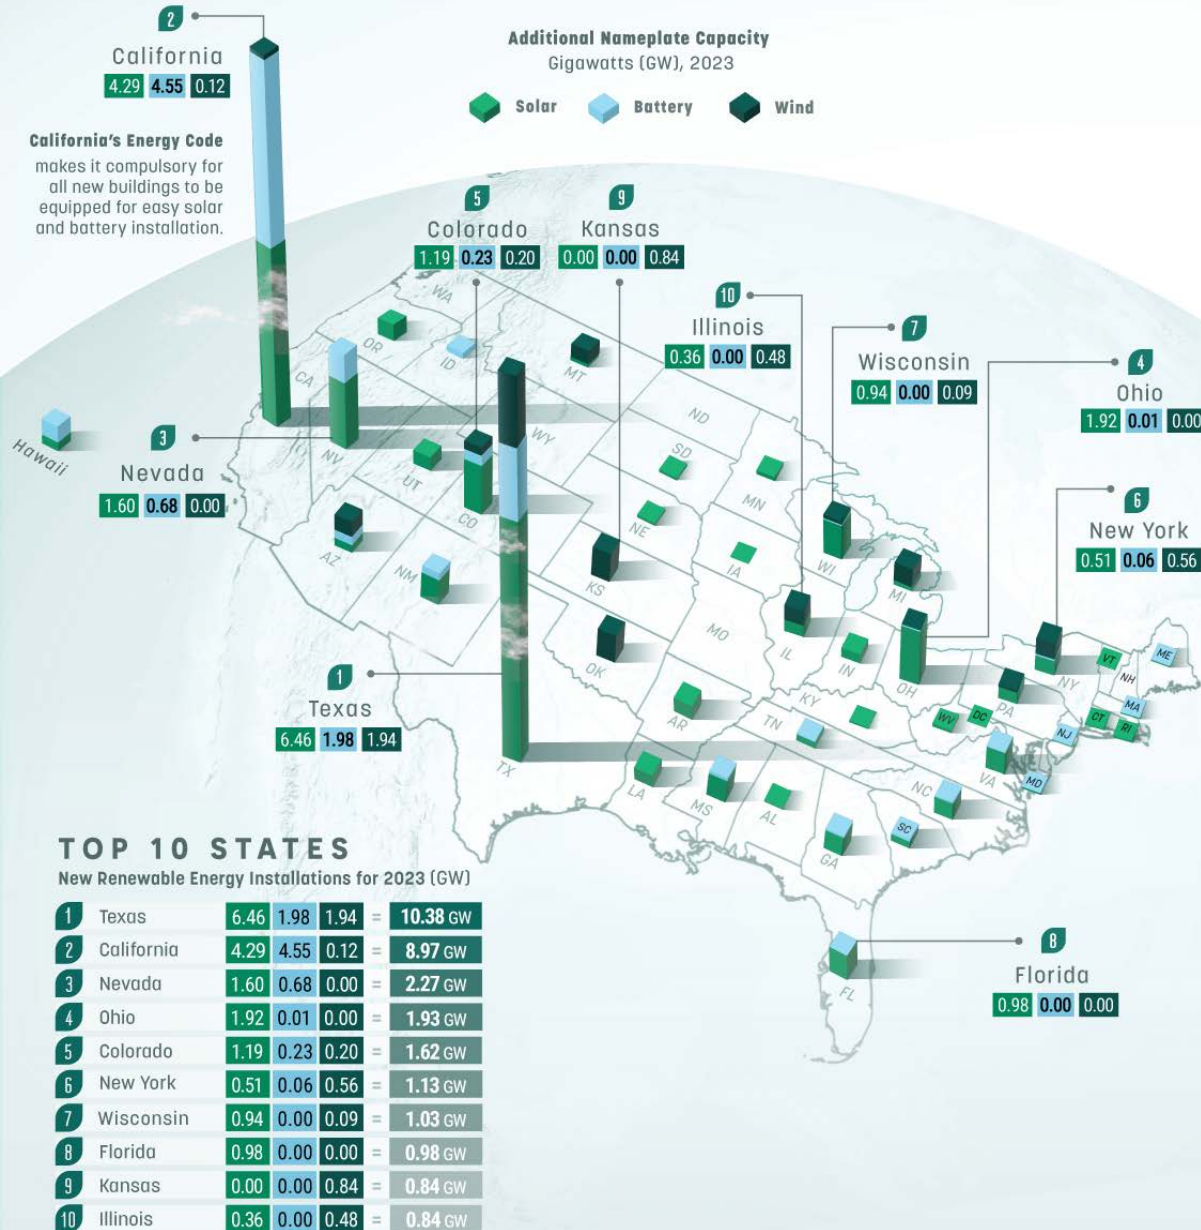 2
California
4.29 4.55 0.12
California's Energy Code
makes it compulsory for
all new buildings to be
equipped for easy solar
and battery installation.
Additional Nameplate Capacity
Gigawatts (GW), 2023
Solar Battery Wind
5
Colorado
1.19 0.23 0.20
9
Kansas
0.00 0.00 0.84
10
Illinois
0.36 0.00 0.48
7
Wisconsin
0.94 0.00 0.09
4
Ohio
1.92 0.01 0.00
6
New York
0.51 0.06 0.56
3
Nevada
1.60 0.68 0.00
1
Texas
6.46 1.98 1.94
8
Florida
0.98 0.00 0.00
Hawaii
WA
OR
ID
MT
CA
NV
UT
WY
ND
SD
MN
CO
NE
AZ
NM
IA
WI
MI
KS
MO
IL
IN
OH
OK
KY
PA
NY
VT
NH
ME
MA
CT
RI
NJ
WV
DC
VA
MD
TX
AR
TN
LA
MS
AL
GA
NC
SC
FL
TOP 10 STATES
New Renewable Energy Installations for 2023 (GW)
1 Texas 6.46 1.98 1.94 = 10.38 GW
2 California 4.29 4.55 0.12 = 8.97 GW
3 Nevada 1.60 0.68 0.00 = 2.27 GW
4 Ohio 1.92 0.01 0.00 = 1.93 GW
5 Colorado 1.19 0.23 0.20 = 1.62 GW
6 New York 0.51 0.06 0.56 = 1.13 GW
7 Wisconsin 0.94 0.00 0.09 = 1.03 GW
8 Florida 0.98 0.00 0.00 = 0.98 GW
9 Kansas 0.00 0.00 0.84 = 0.84 GW
10 Illinois 0.36 0.00 0.48 = 0.84 GW